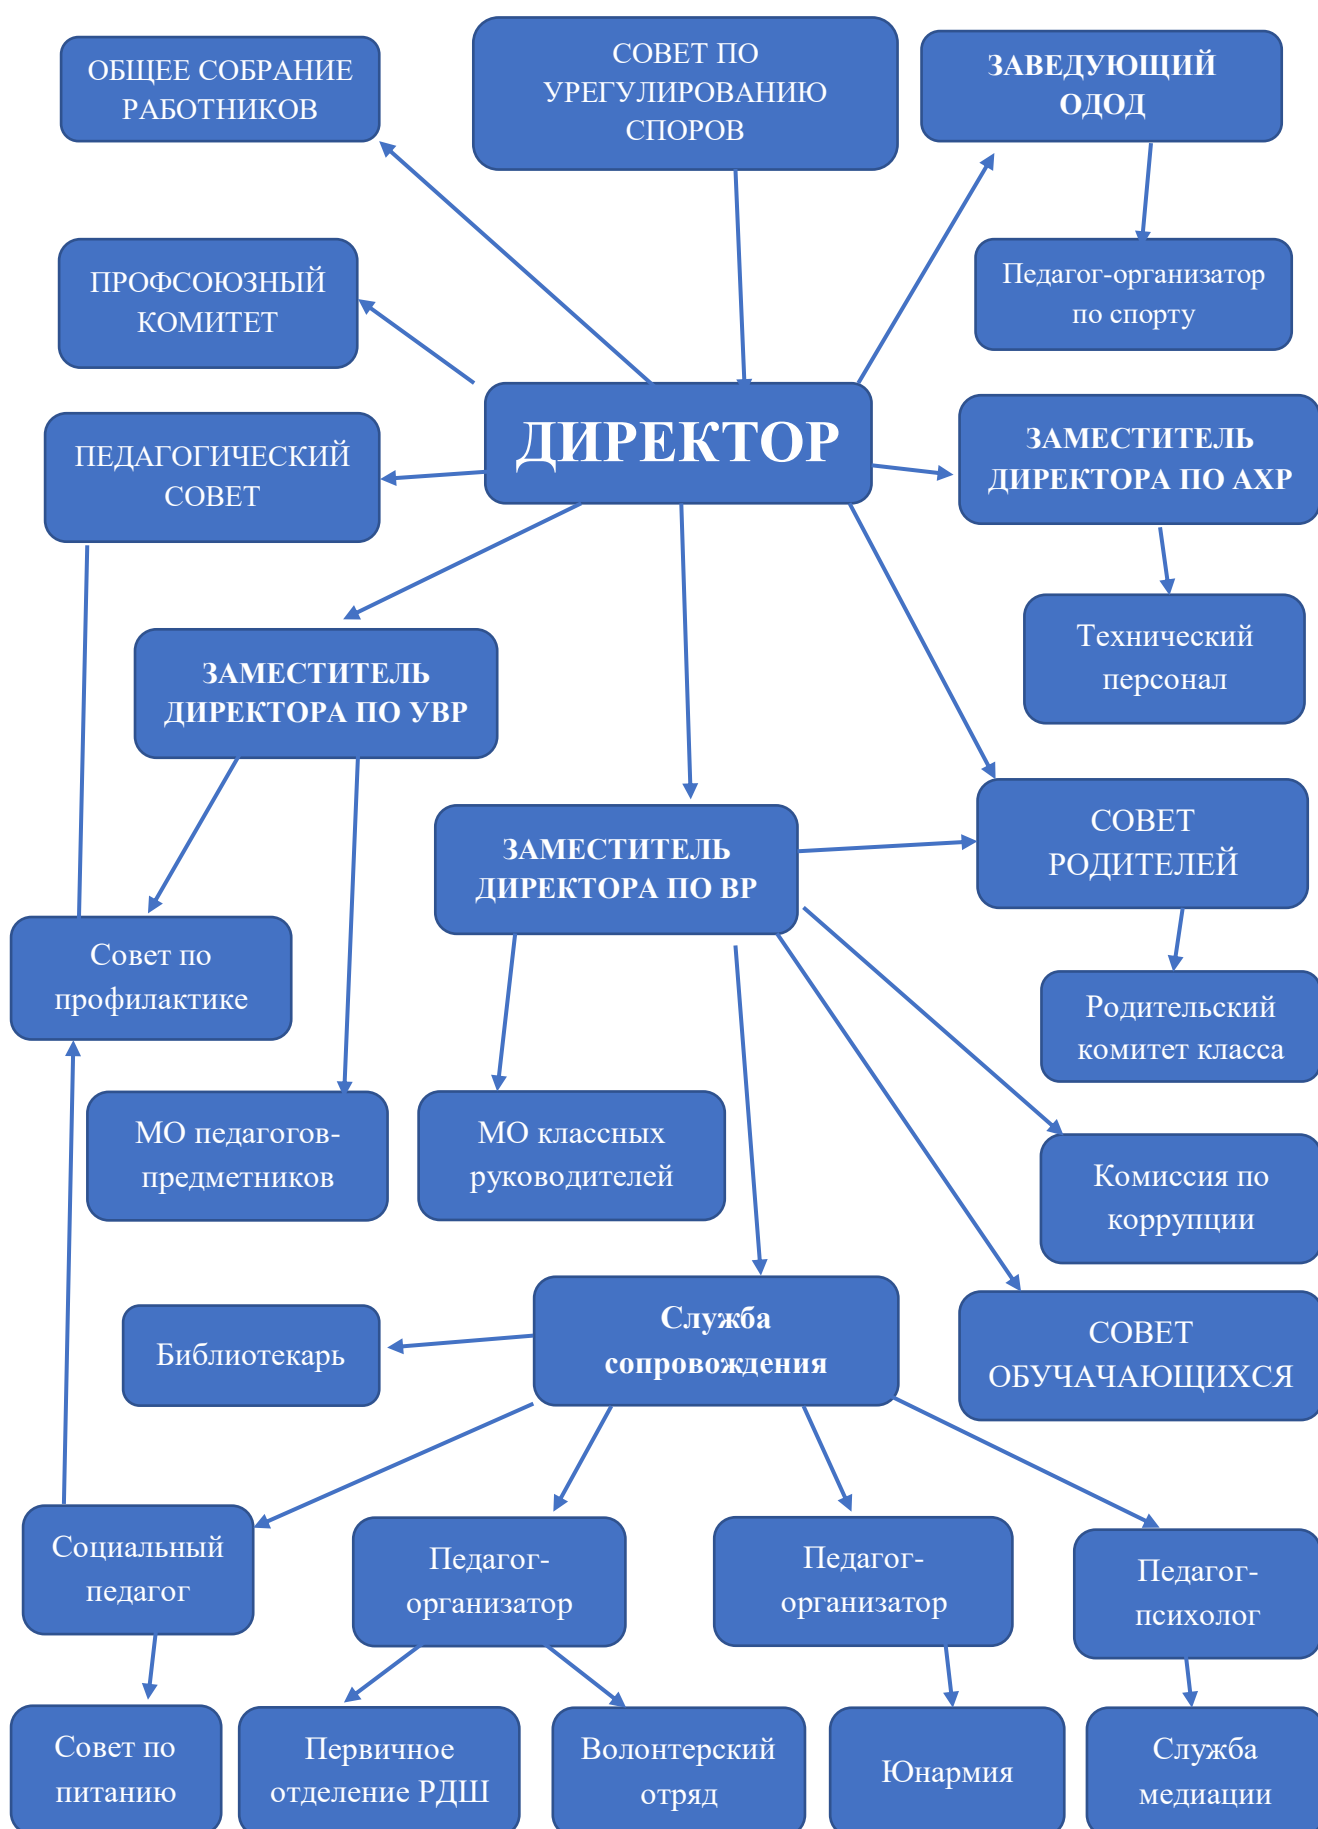 ОБЩЕЕ СОБРАНИЕ
РАБОТНИКОВ
СОВЕТ ПО
УРЕГУЛИРОВАНИЮ
СПОРОВ
ЗАВЕДУЮЩИЙ
ОДОД
ПРОФСОЮЗНЫЙ
КОМИТЕТ
Педагог-организатор
по спорту
ДИРЕКТОР
ПЕДАГОГИЧЕСКИЙ
СОВЕТ
ЗАМЕСТИТЕЛЬ
ДИРЕКТОРА ПО АХР
Технический
персонал
ЗАМЕСТИТЕЛЬ
ДИРЕКТОРА ПО УВР
ЗАМЕСТИТЕЛЬ
ДИРЕКТОРА ПО ВР
СОВЕТ
РОДИТЕЛЕЙ
Совет по
профилактике
Родительский
комитет класса
МО педагогов-
предметников
МО классных
руководителей
Комиссия по
коррупции
Библиотекарь
Служба
сопровождения
СОВЕТ
ОБУЧАЧАЮЩИХСЯ
Социальный
педагог
Педагог-
организатор
Педагог-
организатор
Педагог-
психолог
Совет по
питанию
Первичное
отделение РДШ
Волонтерский
отряд
Юнармия
Служба
медиации